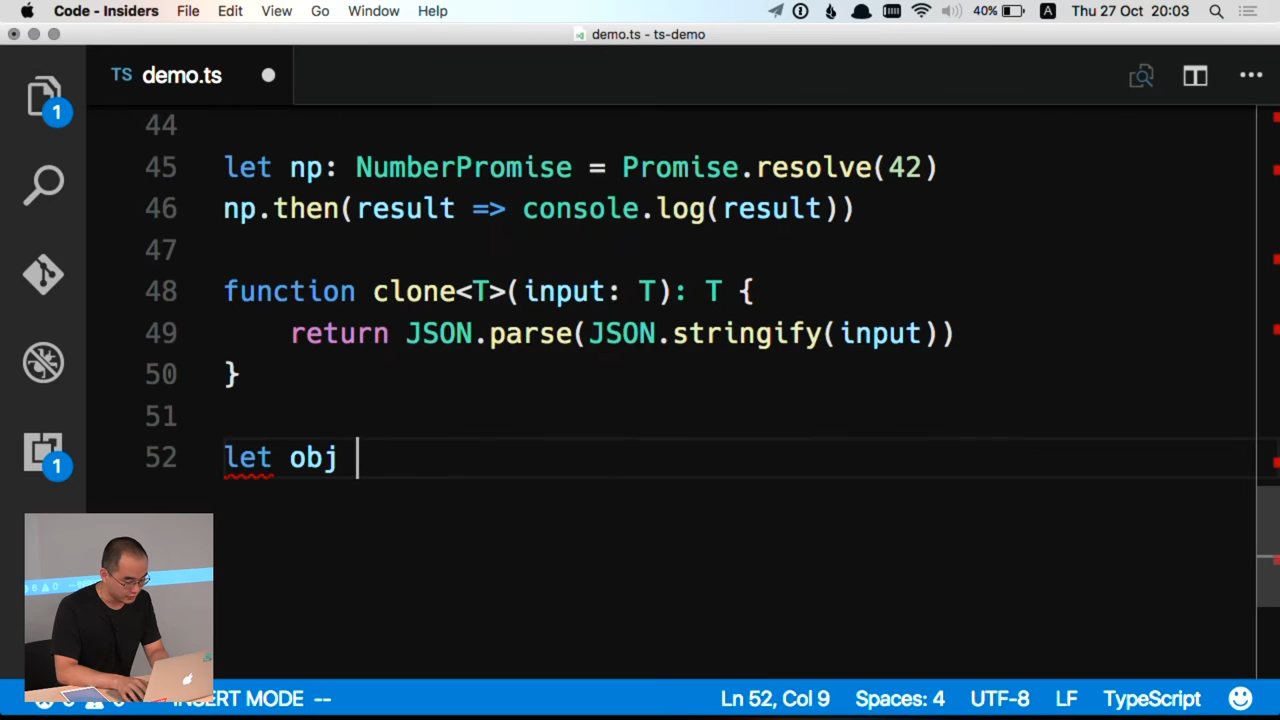 Code - Insiders File Edit View Go Window Help 40% A Thu 27 Oct 20:03
demo.ts - ts-demo
TS demo.ts
1
44
45 let np: NumberPromise = Promise.resolve(42)
46 np.then(result => console.log(result))
47
48 function clone<T>(input: T): T {
49 return JSON.parse(JSON.stringify(input))
50 }
51
52 let obj
1
INSERT MODE -- Ln 52, Col 9 Spaces: 4 UTF-8 LF TypeScript